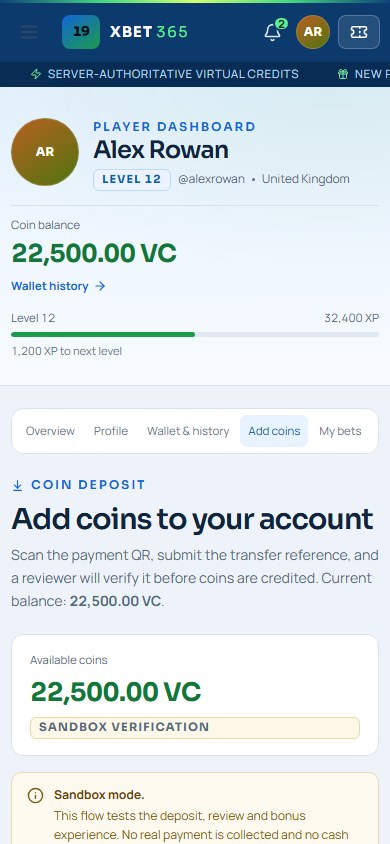 19 XBET 365
2
AR
SERVER-AUTHORITATIVE VIRTUAL CREDITS
NEW
AR
PLAYER DASHBOARD
Alex Rowan
LEVEL 12 @alexrowan • United Kingdom
Coin balance
22,500.00 VC
Wallet history →
Level 12 32,400 XP
1,200 XP to next level
Overview Profile Wallet & history Add coins My bets
COIN DEPOSIT
Add coins to your account
Scan the payment QR, submit the transfer reference, and
a reviewer will verify it before coins are credited. Current
balance: 22,500.00 VC.
Available coins
22,500.00 VC
SANDBOX VERIFICATION
Sandbox mode.
This flow tests the deposit, review and bonus
experience. No real payment is collected and no cash